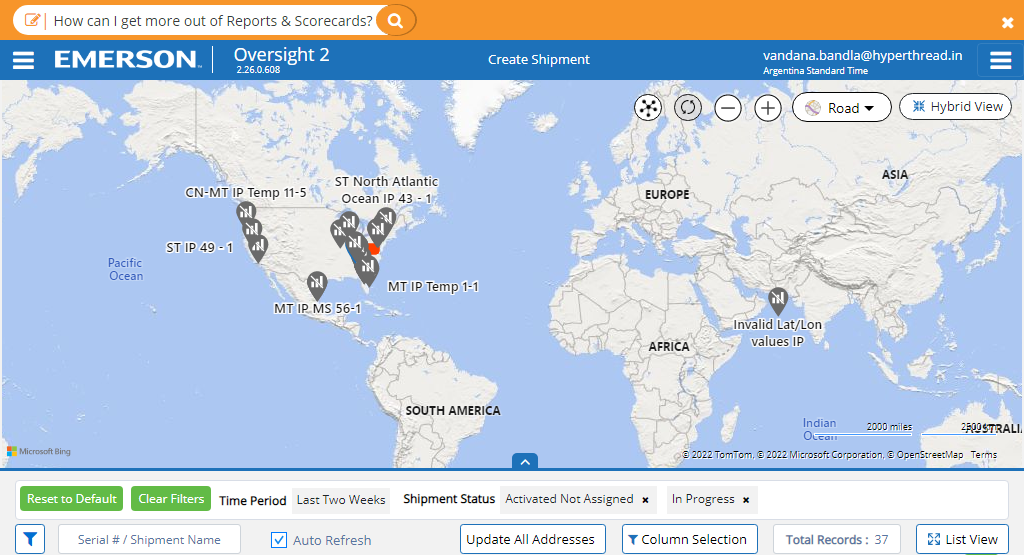 How can I get more out of Reports & Scorecards?
EMERSON
Oversight 2
2.26.0.608
Create Shipment
vandana.bandla@hyperthread.in
Argentina Standard Time
Road
Hybrid View
ASIA
EUROPE
CN-MT IP Temp 11-5
ST North Atlantic
Ocean IP 43 - 1
ST IP 49 - 1
Pacific
Ocean
MT IP Temp 1-1
MT IP MS 56-1
Invalid Lat/Lon
values IP
AFRICA
SOUTH AMERICA
Indian
Ocean
2000 miles
Microsoft Bing
© 2022 TomTom, © 2022 Microsoft Corporation, © OpenStreetMap Terms
Reset to Default
Clear Filters
Time Period
Last Two Weeks
Shipment Status
Activated Not Assigned ×
In Progress ×
Serial # / Shipment Name
Auto Refresh
Update All Addresses
Column Selection
Total Records : 37
List View